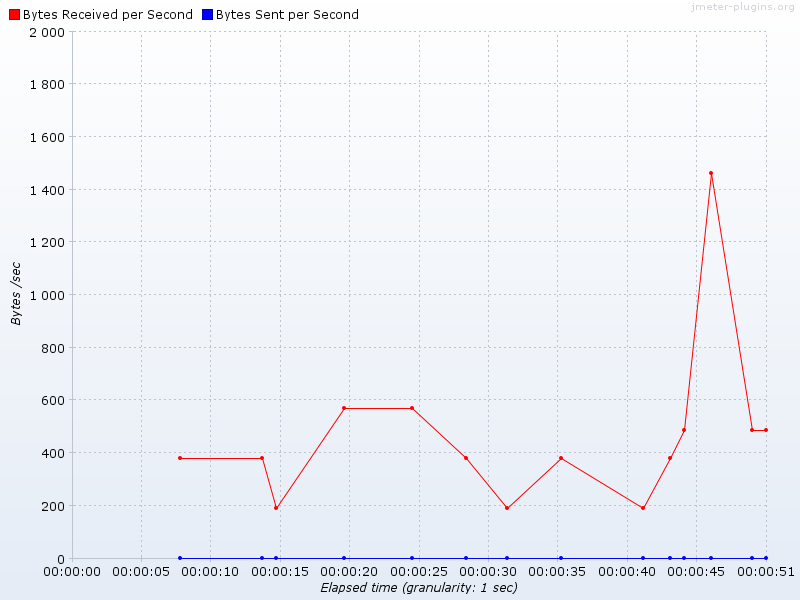 jmeter-plugins.org
Bytes Received per Second Bytes Sent per Second
2 000
1 800
1 600
1 400
1 200
1 000
800
600
400
200
0
Bytes /sec
00:00:00 00:00:05 00:00:10 00:00:15 00:00:20 00:00:25 00:00:30 00:00:35 00:00:40 00:00:45 00:00:51
Elapsed time (granularity: 1 sec)